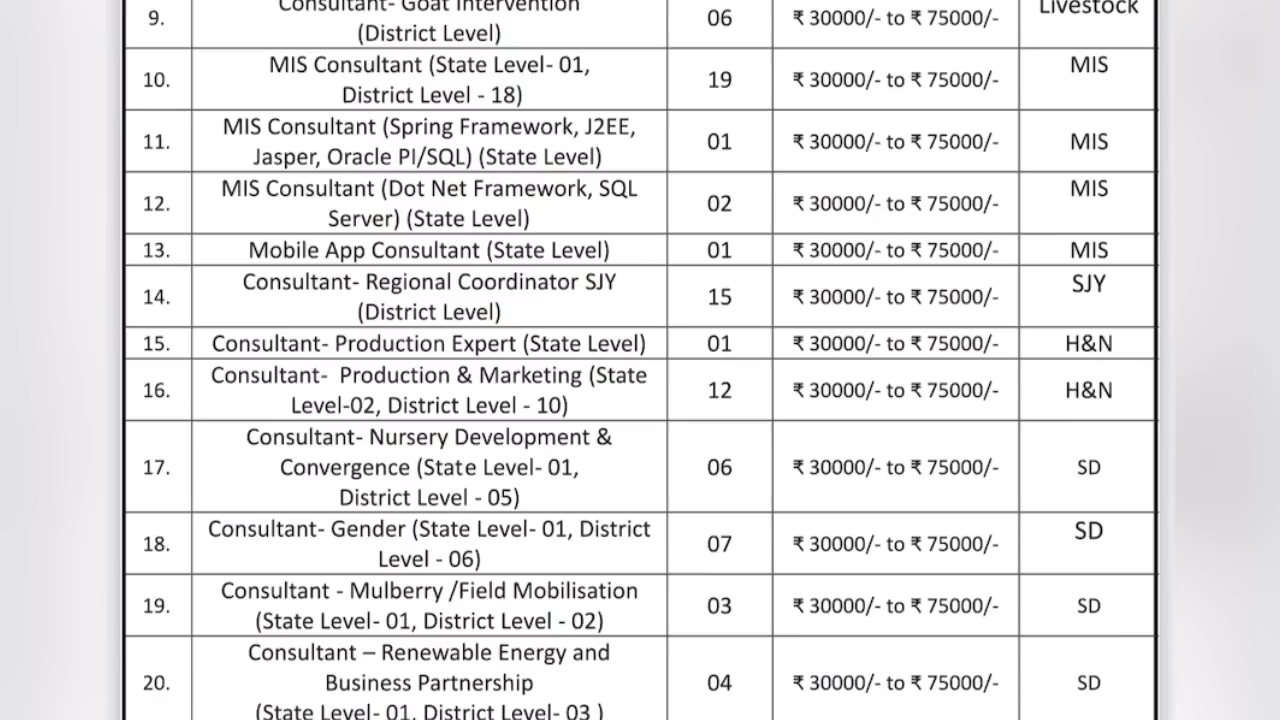 Consultant- Goat Intervention
(District Level)
9.
06
₹ 30000/- to ₹ 75000/-
Livestock
10.
MIS Consultant (State Level- 01,
District Level - 18)
19
₹ 30000/- to ₹ 75000/-
MIS
11.
MIS Consultant (Spring Framework, J2EE,
Jasper, Oracle Pl/SQL) (State Level)
01
₹ 30000/- to ₹ 75000/-
MIS
12.
MIS Consultant (Dot Net Framework, SQL
Server) (State Level)
02
₹ 30000/- to ₹ 75000/-
MIS
13.
Mobile App Consultant (State Level)
01
₹ 30000/- to ₹ 75000/-
MIS
14.
Consultant- Regional Coordinator SJY
(District Level)
15
₹ 30000/- to ₹ 75000/-
SJY
15.
Consultant- Production Expert (State Level)
01
₹ 30000/- to ₹ 75000/-
H&N
16.
Consultant- Production & Marketing (State
Level-02, District Level - 10)
12
₹ 30000/- to ₹ 75000/-
H&N
17.
Consultant- Nursery Development &
Convergence (State Level- 01,
District Level - 05)
06
₹ 30000/- to ₹ 75000/-
SD
18.
Consultant- Gender (State Level- 01, District
Level - 06)
07
₹ 30000/- to ₹ 75000/-
SD
19.
Consultant - Mulberry /Field Mobilisation
(State Level- 01, District Level - 02)
03
₹ 30000/- to ₹ 75000/-
SD
20.
Consultant – Renewable Energy and
Business Partnership
(State Level- 01, District Level- 03 )
04
₹ 30000/- to ₹ 75000/-
SD